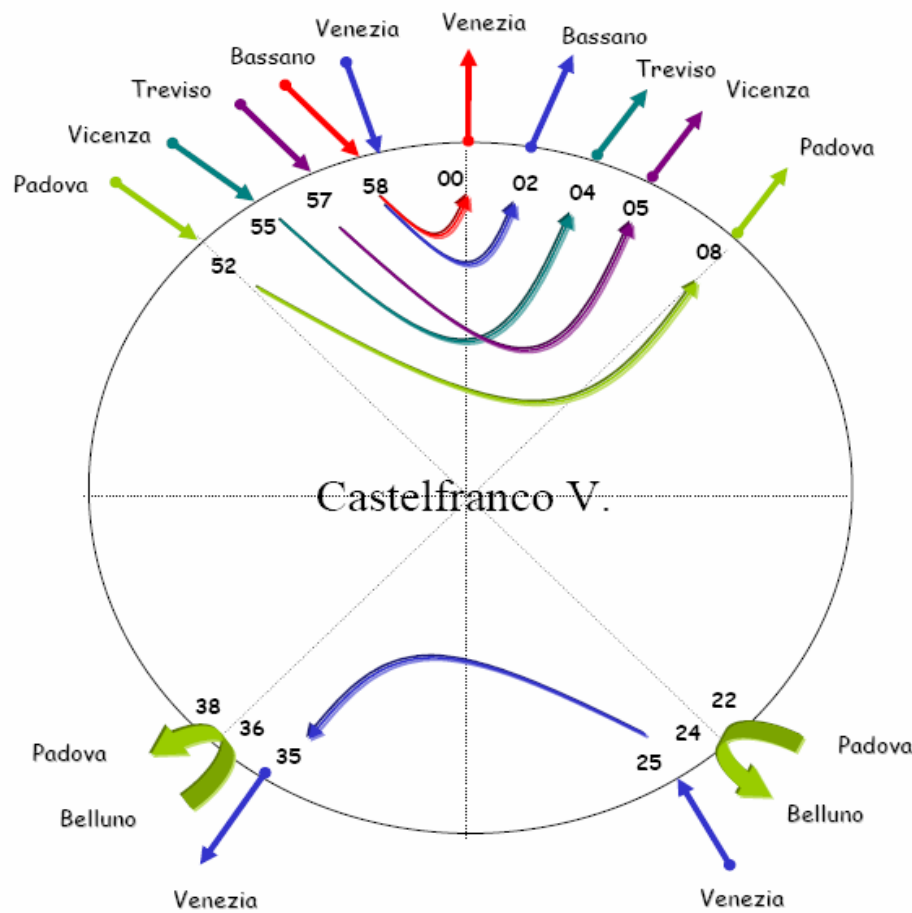 Venezia
Venezia
Bassano
Bassano
Treviso
Treviso
Vicenza
Vicenza
Padova
Padova
58
00
02
04
57
05
55
52
08
Castelfranco V.
38
22
36
24
35
25
Padova
Padova
Belluno
Belluno
Venezia
Venezia